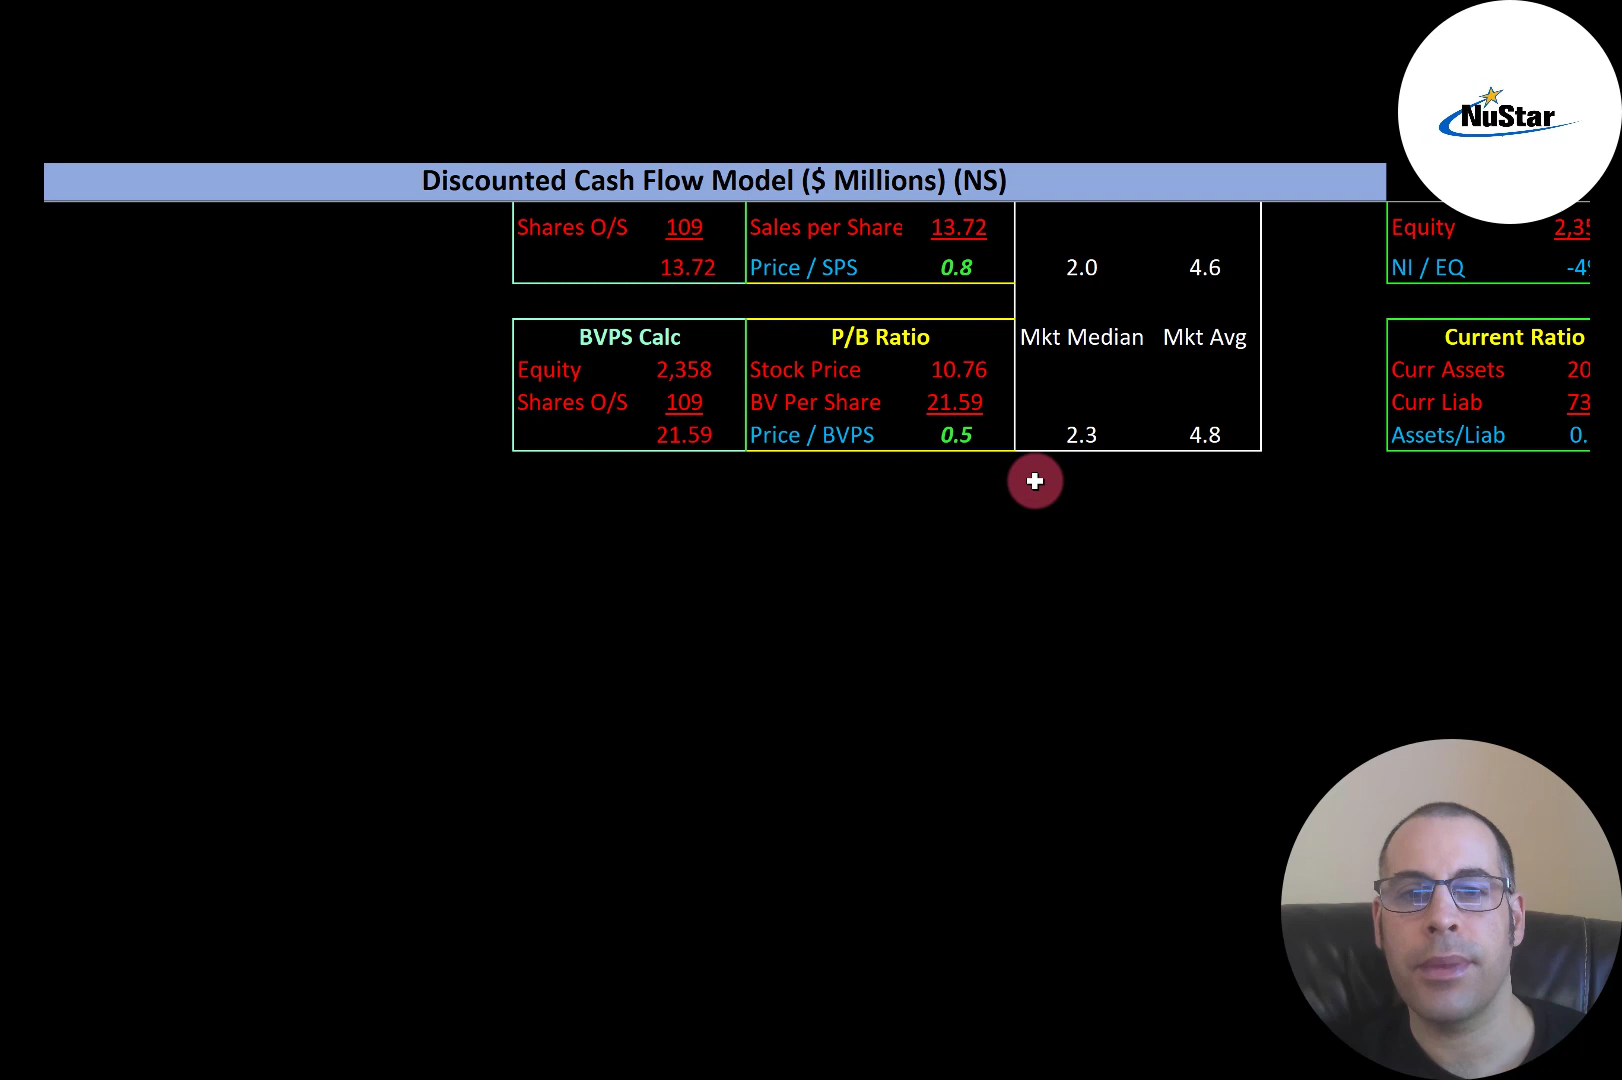 NuStar
Discounted Cash Flow Model ($ Millions) (NS)
Shares O/S 109 Sales per Share 13.72 Equity
13.72 Price / SPS 0.8 2.0 4.6 NI / EQ
BVPS Calc P/B Ratio Mkt Median Mkt Avg Current Ratio
Equity 2,358 Stock Price 10.76 Curr Assets 20
Shares O/S 109 BV Per Share 21.59 Curr Liab 73
21.59 Price / BVPS 0.5 2.3 4.8 Assets/Liab 0.